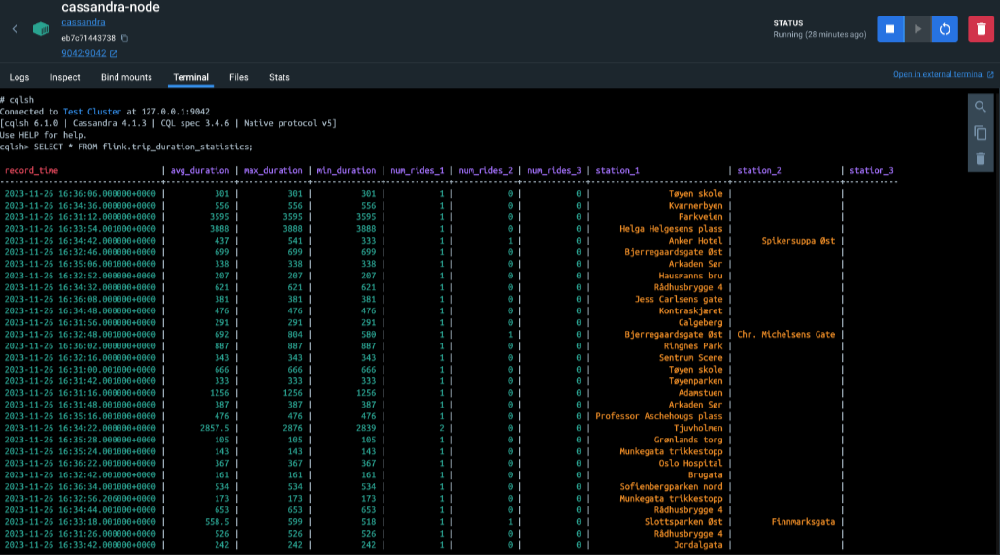 cassandra-node
cassandra
eb7c71443738
9042:9042
STATUS
Running (28 minutes ago)
Logs Inspect Bind mounts Terminal Files Stats
Open in external terminal
# cqlsh
Connected to Test Cluster at 127.0.0.1:9042
[cqlsh 6.1.0 | Cassandra 4.1.3 | CQL spec 3.4.6 | Native protocol v5]
Use HELP for help.
cqlsh> SELECT * FROM flink.trip_duration_statistics;
record_time | avg_duration | max_duration | min_duration | num_rides_1 | num_rides_2 | num_rides_3 | station_1 | station_2 | station_3
2023-11-26 16:36:06.000000+0000 | 301 | 301 | 301 | 1 | 0 | 0 | Tøyen skole | |
2023-11-26 16:34:36.000000+0000 | 556 | 556 | 556 | 1 | 0 | 0 | Kværnerbyen | |
2023-11-26 16:31:12.000000+0000 | 3595 | 3595 | 3595 | 1 | 0 | 0 | Parkveien | |
2023-11-26 16:33:54.001000+0000 | 3888 | 3888 | 3888 | 1 | 0 | 0 | Helga Helgesens plass | |
2023-11-26 16:34:42.000000+0000 | 437 | 541 | 333 | 1 | 1 | 0 | Anker Hotel | Spikersuppa Øst |
2023-11-26 16:32:46.000000+0000 | 699 | 699 | 699 | 1 | 0 | 0 | Bjerregaardsgate Øst | |
2023-11-26 16:35:06.001000+0000 | 338 | 338 | 338 | 1 | 0 | 0 | Arkaden Sør | |
2023-11-26 16:32:52.000000+0000 | 207 | 207 | 207 | 1 | 0 | 0 | Hausmanns bru | |
2023-11-26 16:34:32.000000+0000 | 621 | 621 | 621 | 1 | 0 | 0 | Rådhusbrygge 4 | |
2023-11-26 16:36:08.000000+0000 | 381 | 381 | 381 | 1 | 0 | 0 | Jess Carlsens gate | |
2023-11-26 16:34:48.000000+0000 | 476 | 476 | 476 | 1 | 0 | 0 | Kontraskjæret | |
2023-11-26 16:31:56.000000+0000 | 291 | 291 | 291 | 1 | 0 | 0 | Galgeberg | |
2023-11-26 16:32:48.001000+0000 | 692 | 804 | 580 | 1 | 1 | 0 | Bjerregaardsgate Øst | Chr. Michelsens Gate |
2023-11-26 16:36:02.000000+0000 | 887 | 887 | 887 | 1 | 0 | 0 | Ringnes Park | |
2023-11-26 16:32:16.000000+0000 | 343 | 343 | 343 | 1 | 0 | 0 | Sentrum Scene | |
2023-11-26 16:31:00.001000+0000 | 666 | 666 | 666 | 1 | 0 | 0 | Tøyen skole | |
2023-11-26 16:31:42.001000+0000 | 333 | 333 | 333 | 1 | 0 | 0 | Tøyenparken | |
2023-11-26 16:31:16.000000+0000 | 1256 | 1256 | 1256 | 1 | 0 | 0 | Adamstuen | |
2023-11-26 16:31:48.001000+0000 | 387 | 387 | 387 | 1 | 0 | 0 | Arkaden Sør | |
2023-11-26 16:35:16.001000+0000 | 476 | 476 | 476 | 1 | 0 | 0 | Professor Aschehougs plass | |
2023-11-26 16:34:22.000000+0000 | 2857.5 | 2876 | 2839 | 2 | 0 | 0 | Tjuvholmen | |
2023-11-26 16:35:28.000000+0000 | 105 | 105 | 105 | 1 | 0 | 0 | Grønlands torg | |
2023-11-26 16:35:24.001000+0000 | 143 | 143 | 143 | 1 | 0 | 0 | Munkegata trikkestopp | |
2023-11-26 16:36:22.001000+0000 | 367 | 367 | 367 | 1 | 0 | 0 | Oslo Hospital | |
2023-11-26 16:32:42.001000+0000 | 161 | 161 | 161 | 1 | 0 | 0 | Brugata | |
2023-11-26 16:36:34.001000+0000 | 534 | 534 | 534 | 1 | 0 | 0 | Sofienbergparken nord | |
2023-11-26 16:32:56.206000+0000 | 173 | 173 | 173 | 1 | 0 | 0 | Munkegata trikkestopp | |
2023-11-26 16:34:44.001000+0000 | 653 | 653 | 653 | 1 | 0 | 0 | Rådhusbrygge 4 | |
2023-11-26 16:33:18.001000+0000 | 558.5 | 599 | 518 | 1 | 1 | 0 | Slottsparken Øst | Finnmarksgata |
2023-11-26 16:31:26.000000+0000 | 526 | 526 | 526 | 1 | 0 | 0 | Rådhusbrygge 4 | |
2023-11-26 16:33:42.000000+0000 | 242 | 242 | 242 | 1 | 0 | 0 | Jordalgata | |